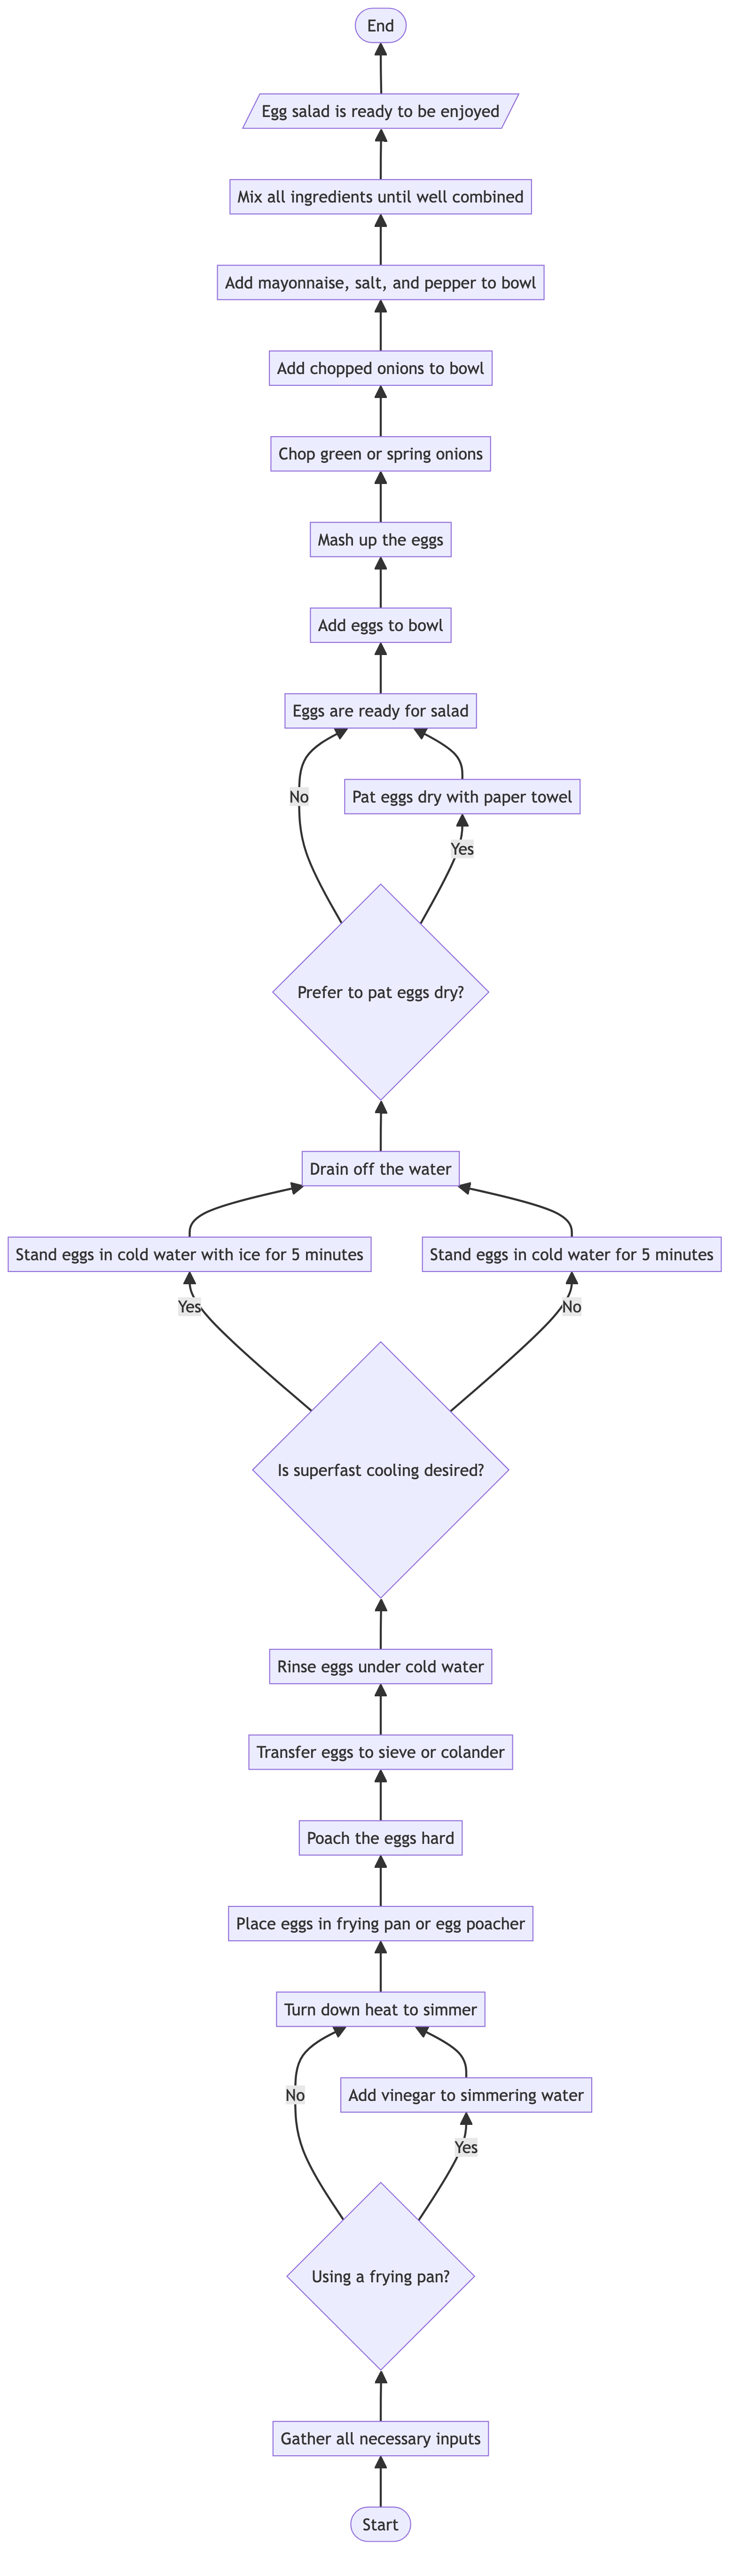 End
Egg salad is ready to be enjoyed
Mix all ingredients until well combined
Add mayonnaise, salt, and pepper to bowl
Add chopped onions to bowl
Chop green or spring onions
Mash up the eggs
Add eggs to bowl
Eggs are ready for salad
No
Pat eggs dry with paper towel
Yes
Prefer to pat eggs dry?
Drain off the water
Stand eggs in cold water with ice for 5 minutes
Stand eggs in cold water for 5 minutes
Yes
No
Is superfast cooling desired?
Rinse eggs under cold water
Transfer eggs to sieve or colander
Poach the eggs hard
Place eggs in frying pan or egg poacher
Turn down heat to simmer
No
Add vinegar to simmering water
Yes
Using a frying pan?
Gather all necessary inputs
Start